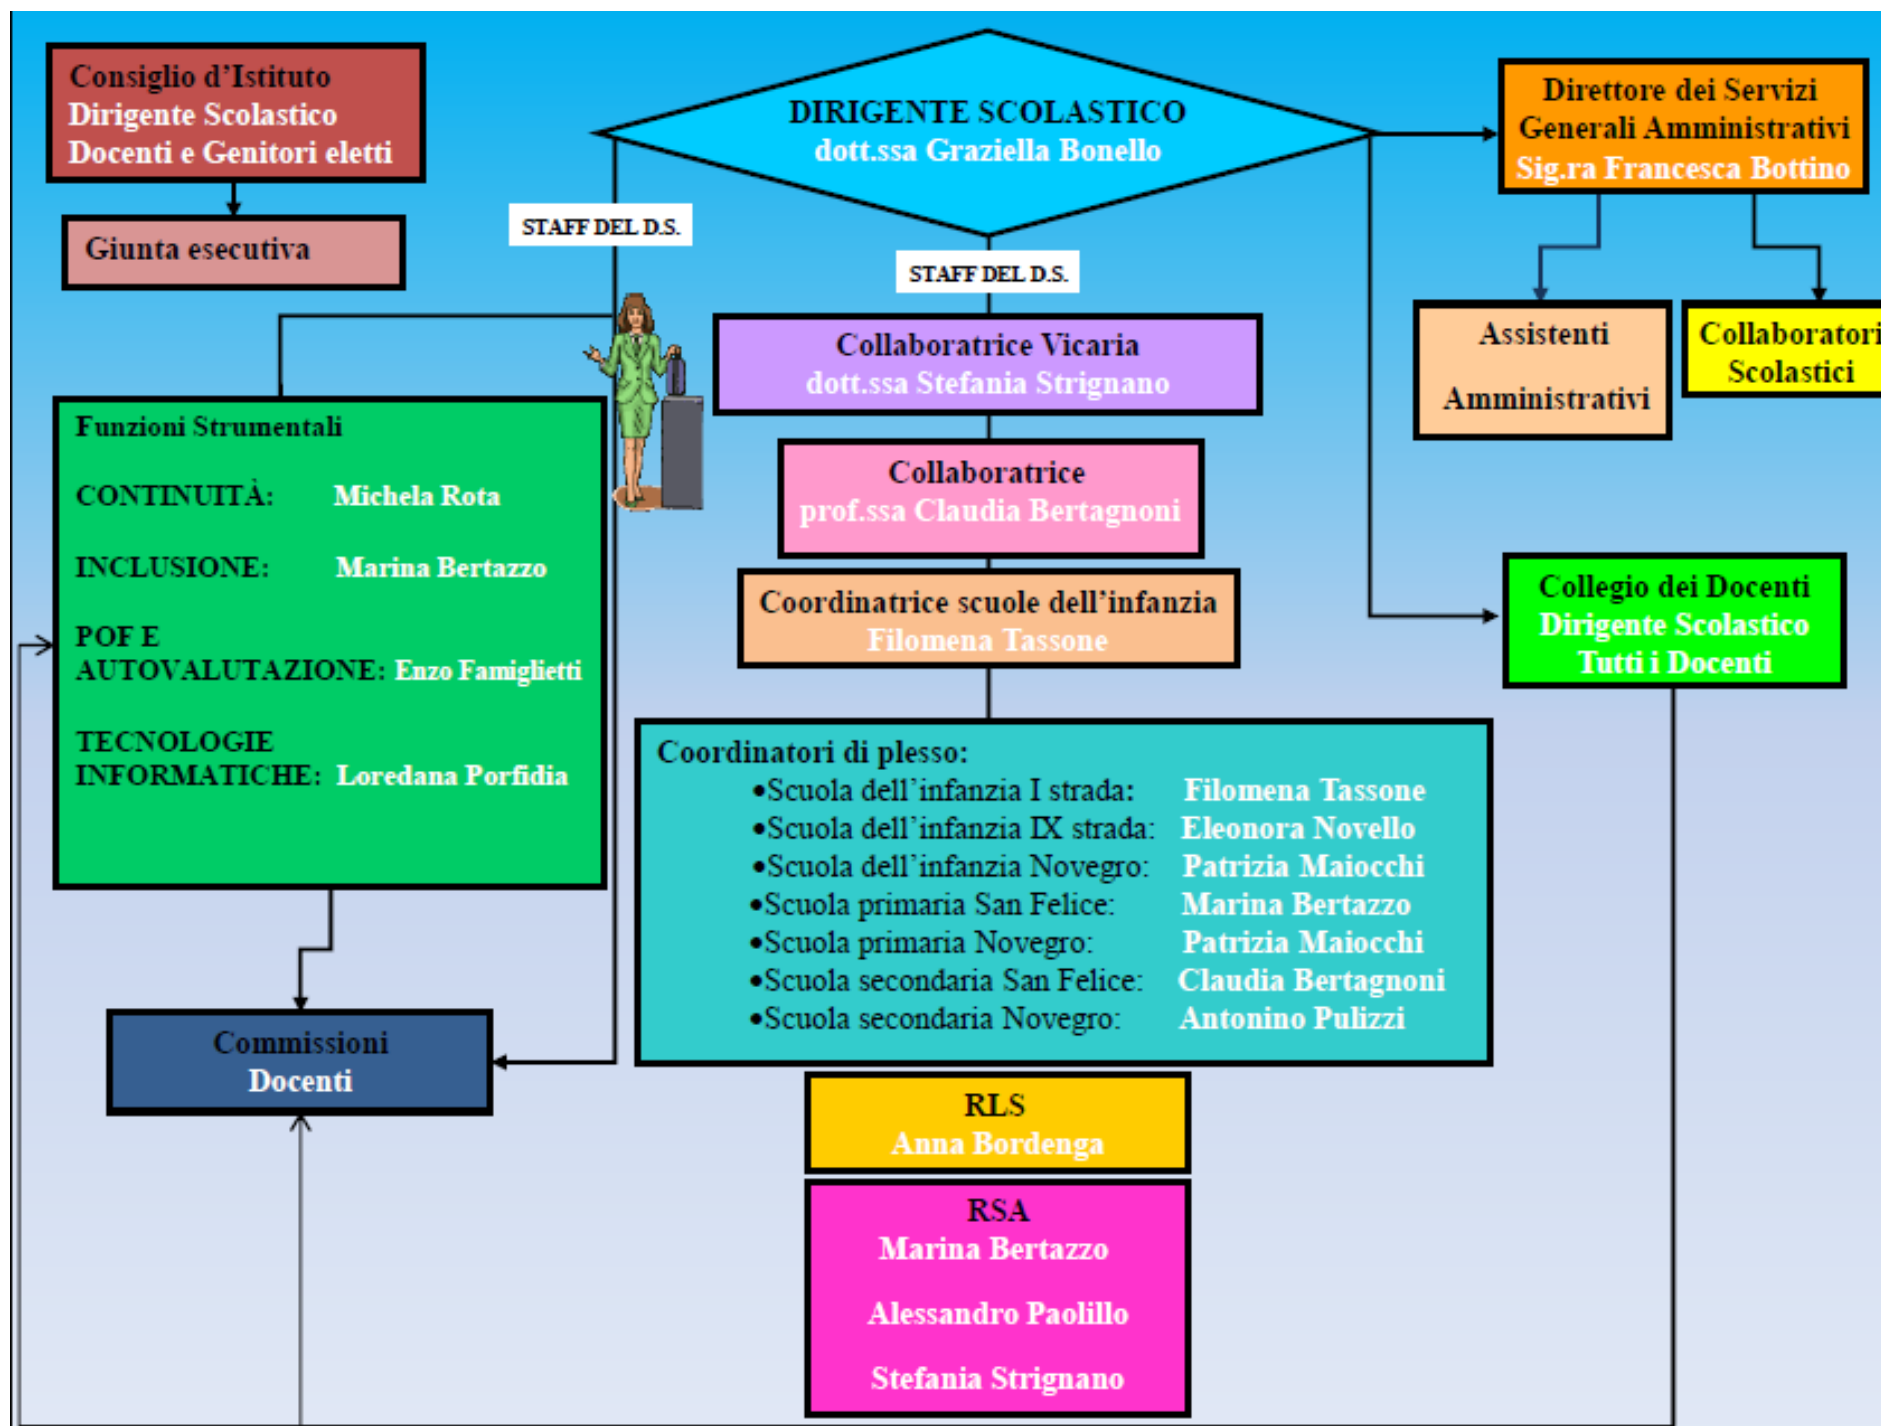 Consiglio d'Istituto
Dirigente Scolastico
Docenti e Genitori eletti
Giunta esecutiva
DIRIGENTE SCOLASTICO
dott.ssa Graziella Bonello
Direttore dei Servizi
Generali Amministrativi
Sig.ra Francesca Bottino
STAFF DEL D.S.
STAFF DEL D.S.
Assistenti
Amministrativi
Collaboratori
Scolastici
Collaboratrice Vicaria
dott.ssa Stefania Strignano
Collaboratrice
prof.ssa Claudia Bertagnoni
Coordinatrice scuole dell'infanzia
Filomena Tassone
Funzioni Strumentali
CONTINUITÀ: Michela Rota
INCLUSIONE: Marina Bertazzo
POF E
AUTOVALUTAZIONE: Enzo Famiglietti
TECNOLOGIE
INFORMATICHE: Loredana Porfidia
Collegio dei Docenti
Dirigente Scolastico
Tutti i Docenti
Coordinatori di plesso:
•Scuola dell'infanzia I strada: Filomena Tassone
•Scuola dell'infanzia IX strada: Eleonora Novello
•Scuola dell'infanzia Novegro: Patrizia Maiocchi
•Scuola primaria San Felice: Marina Bertazzo
•Scuola primaria Novegro: Patrizia Maiocchi
•Scuola secondaria San Felice: Claudia Bertagnoni
•Scuola secondaria Novegro: Antonino Pulizzi
Commissioni
Docenti
RLS
Anna Bordenga
RSA
Marina Bertazzo
Alessandro Paolillo
Stefania Strignano